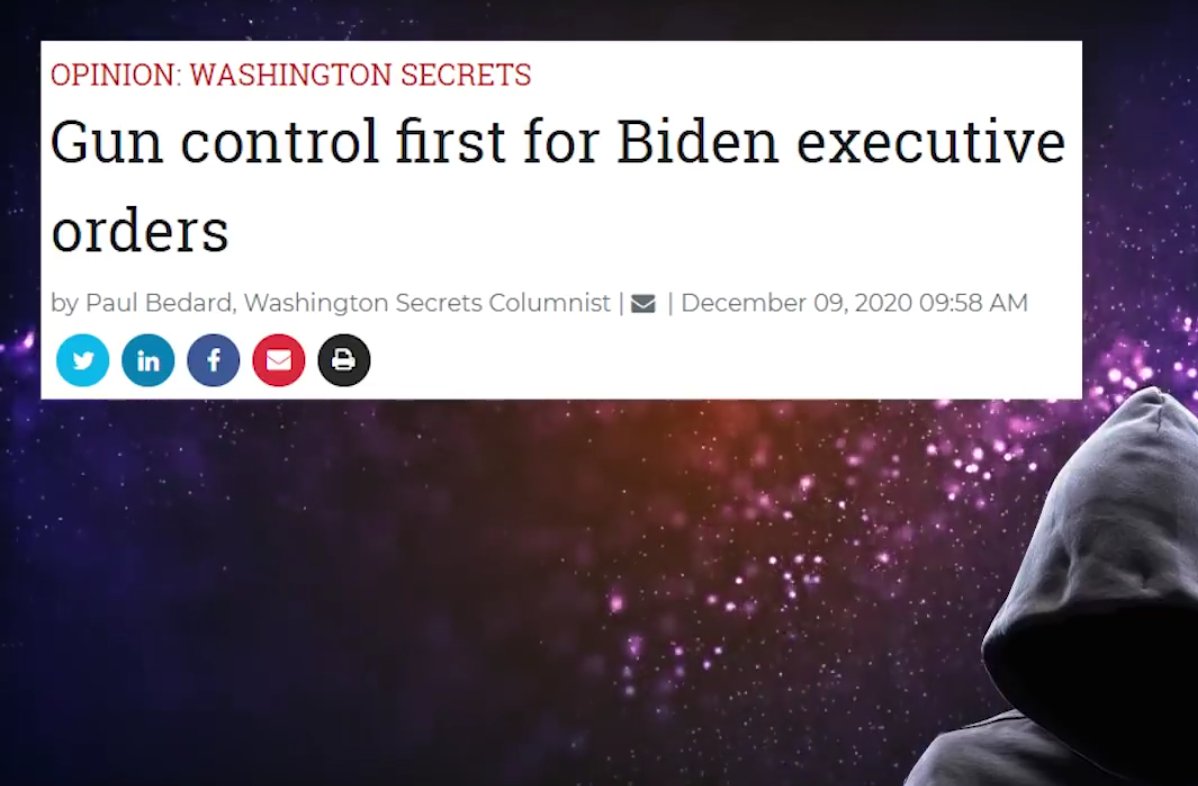 OPINION: WASHINGTON SECRETS
Gun control first for Biden executive
orders
by Paul Bedard, Washington Secrets Columnist | | December 09, 2020 09:58 AM
in f